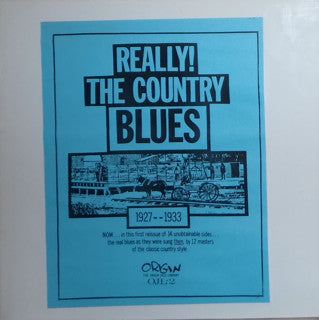 REALLY!
THE COUNTRY
BLUES
1927--1933
NOW... in this first reissue of 14 unobtainable sides...
the real blues as they were sung then, by 12 masters
of the classic country style
ORIGIN
OJL-2